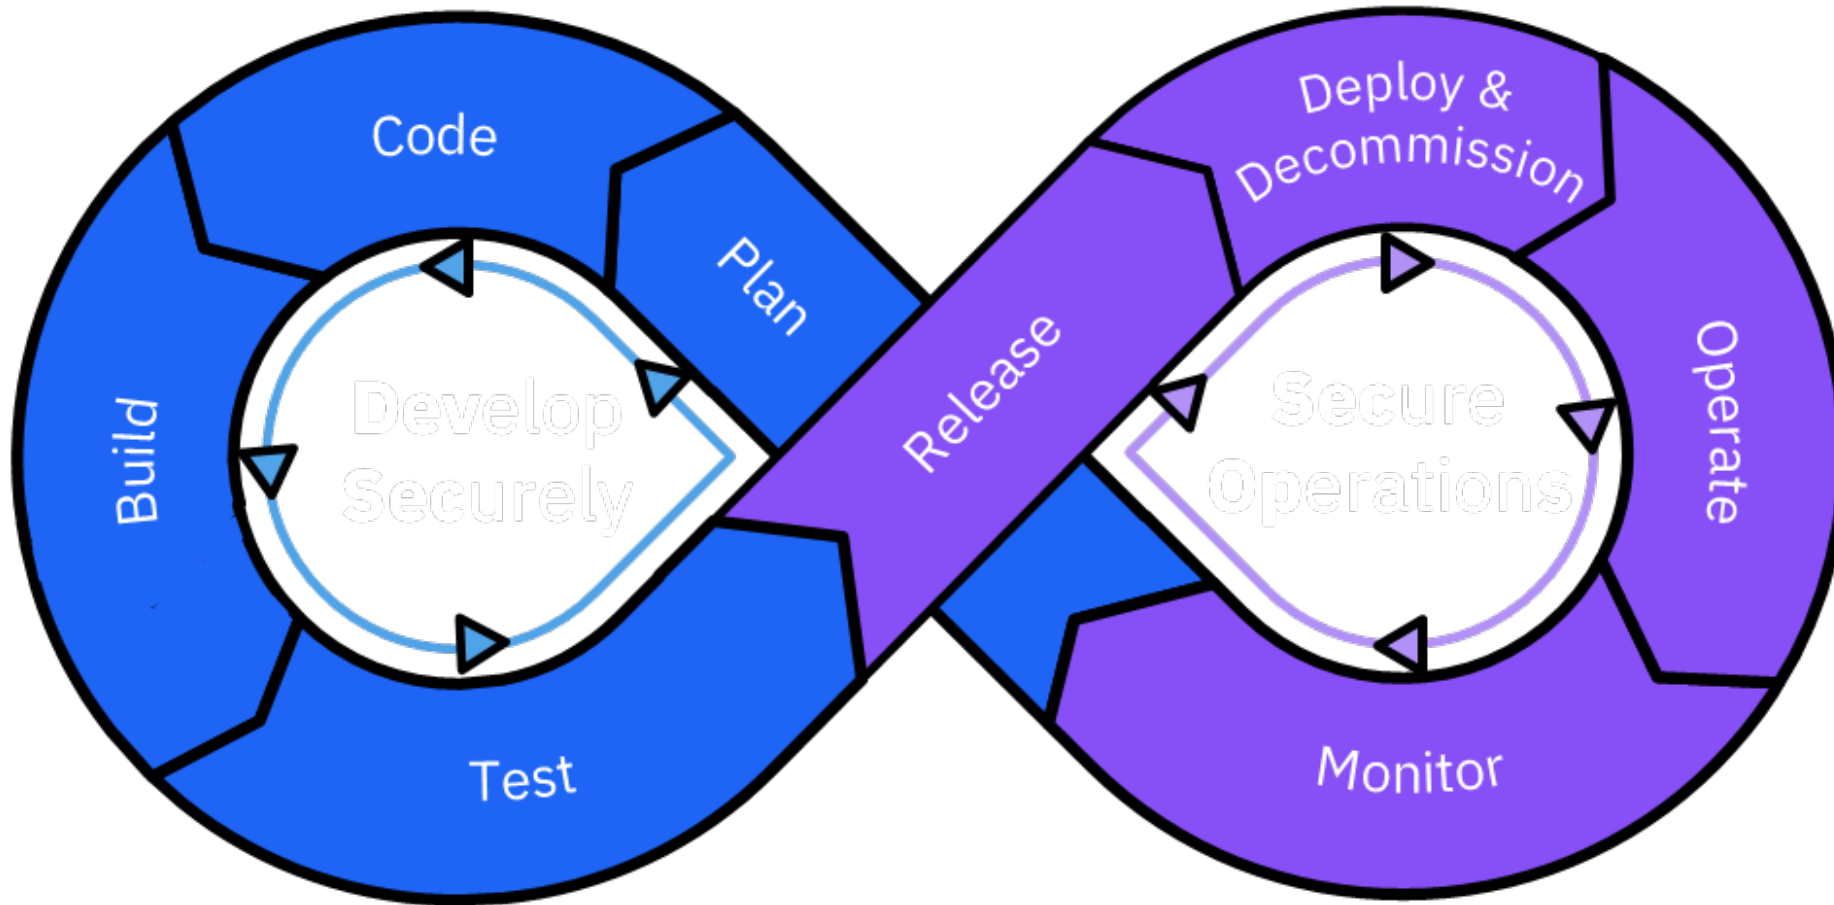 Code
Plan
Build
Test
Develop
Securely
Release
Deploy &
Decommission
Operate
Monitor
Secure
Operations